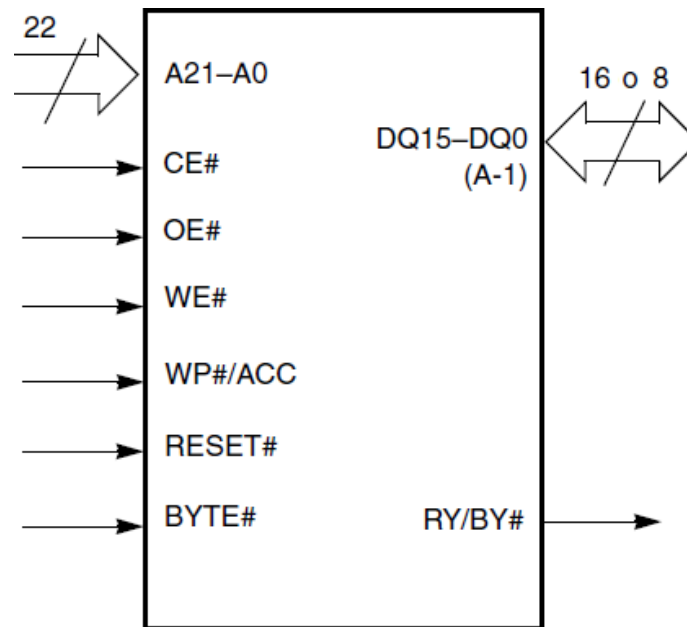 22
A21–A0
16 o 8
DQ15–DQ0
(A-1)
CE#
OE#
WE#
WP#/ACC
RESET#
BYTE#
RY/BY#